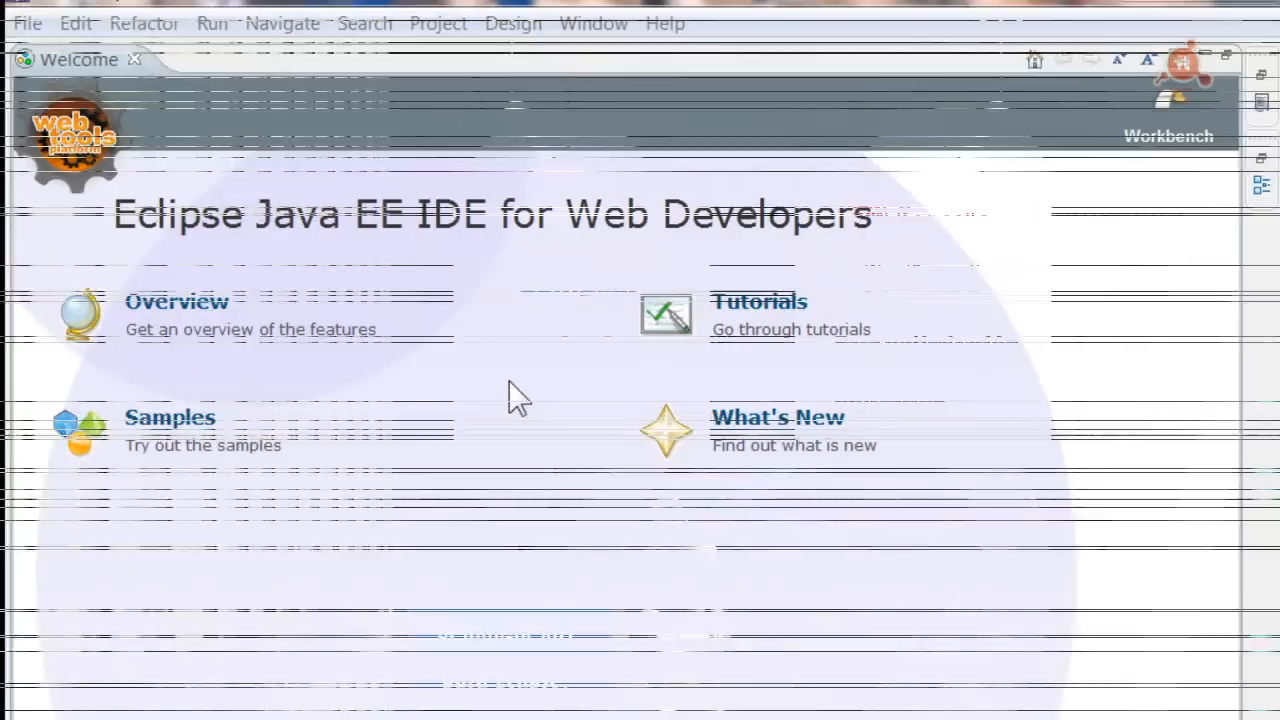 File Edit Refactor Run Navigate Search Project Design Window Help
Welcome
A A
web
tools
platform
Workbench
Eclipse Java EE IDE for Web Developers
Overview
Get an overview of the features
Tutorials
Go through tutorials
Samples
Try out the samples
What's New
Find out what is new